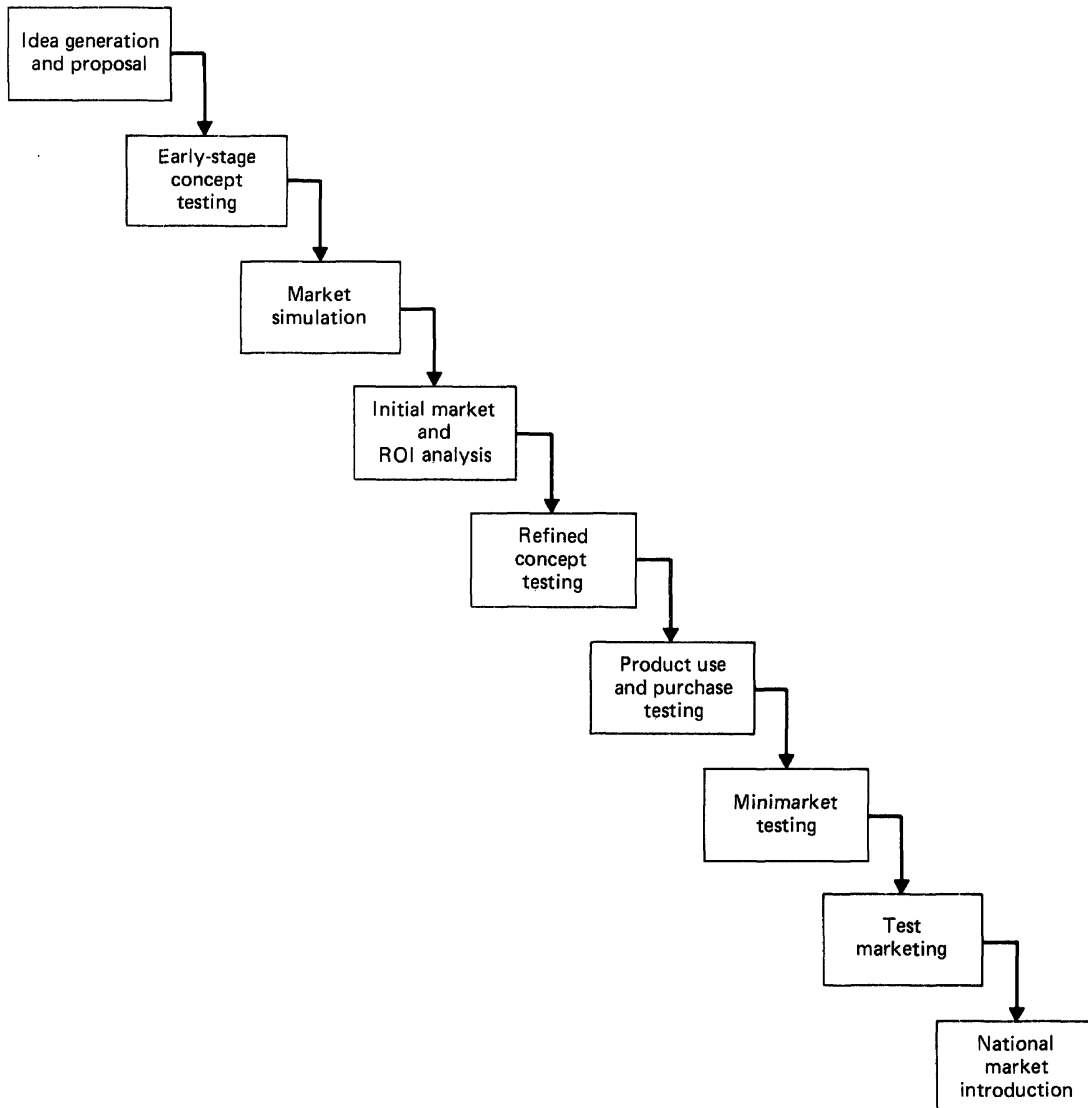 Idea generation
and proposal
Early-stage
concept
testing
Market
simulation
Initial market
and
ROI analysis
Refined
concept
testing
Product use
and purchase
testing
Minimarket
testing
Test
marketing
National
market
introduction